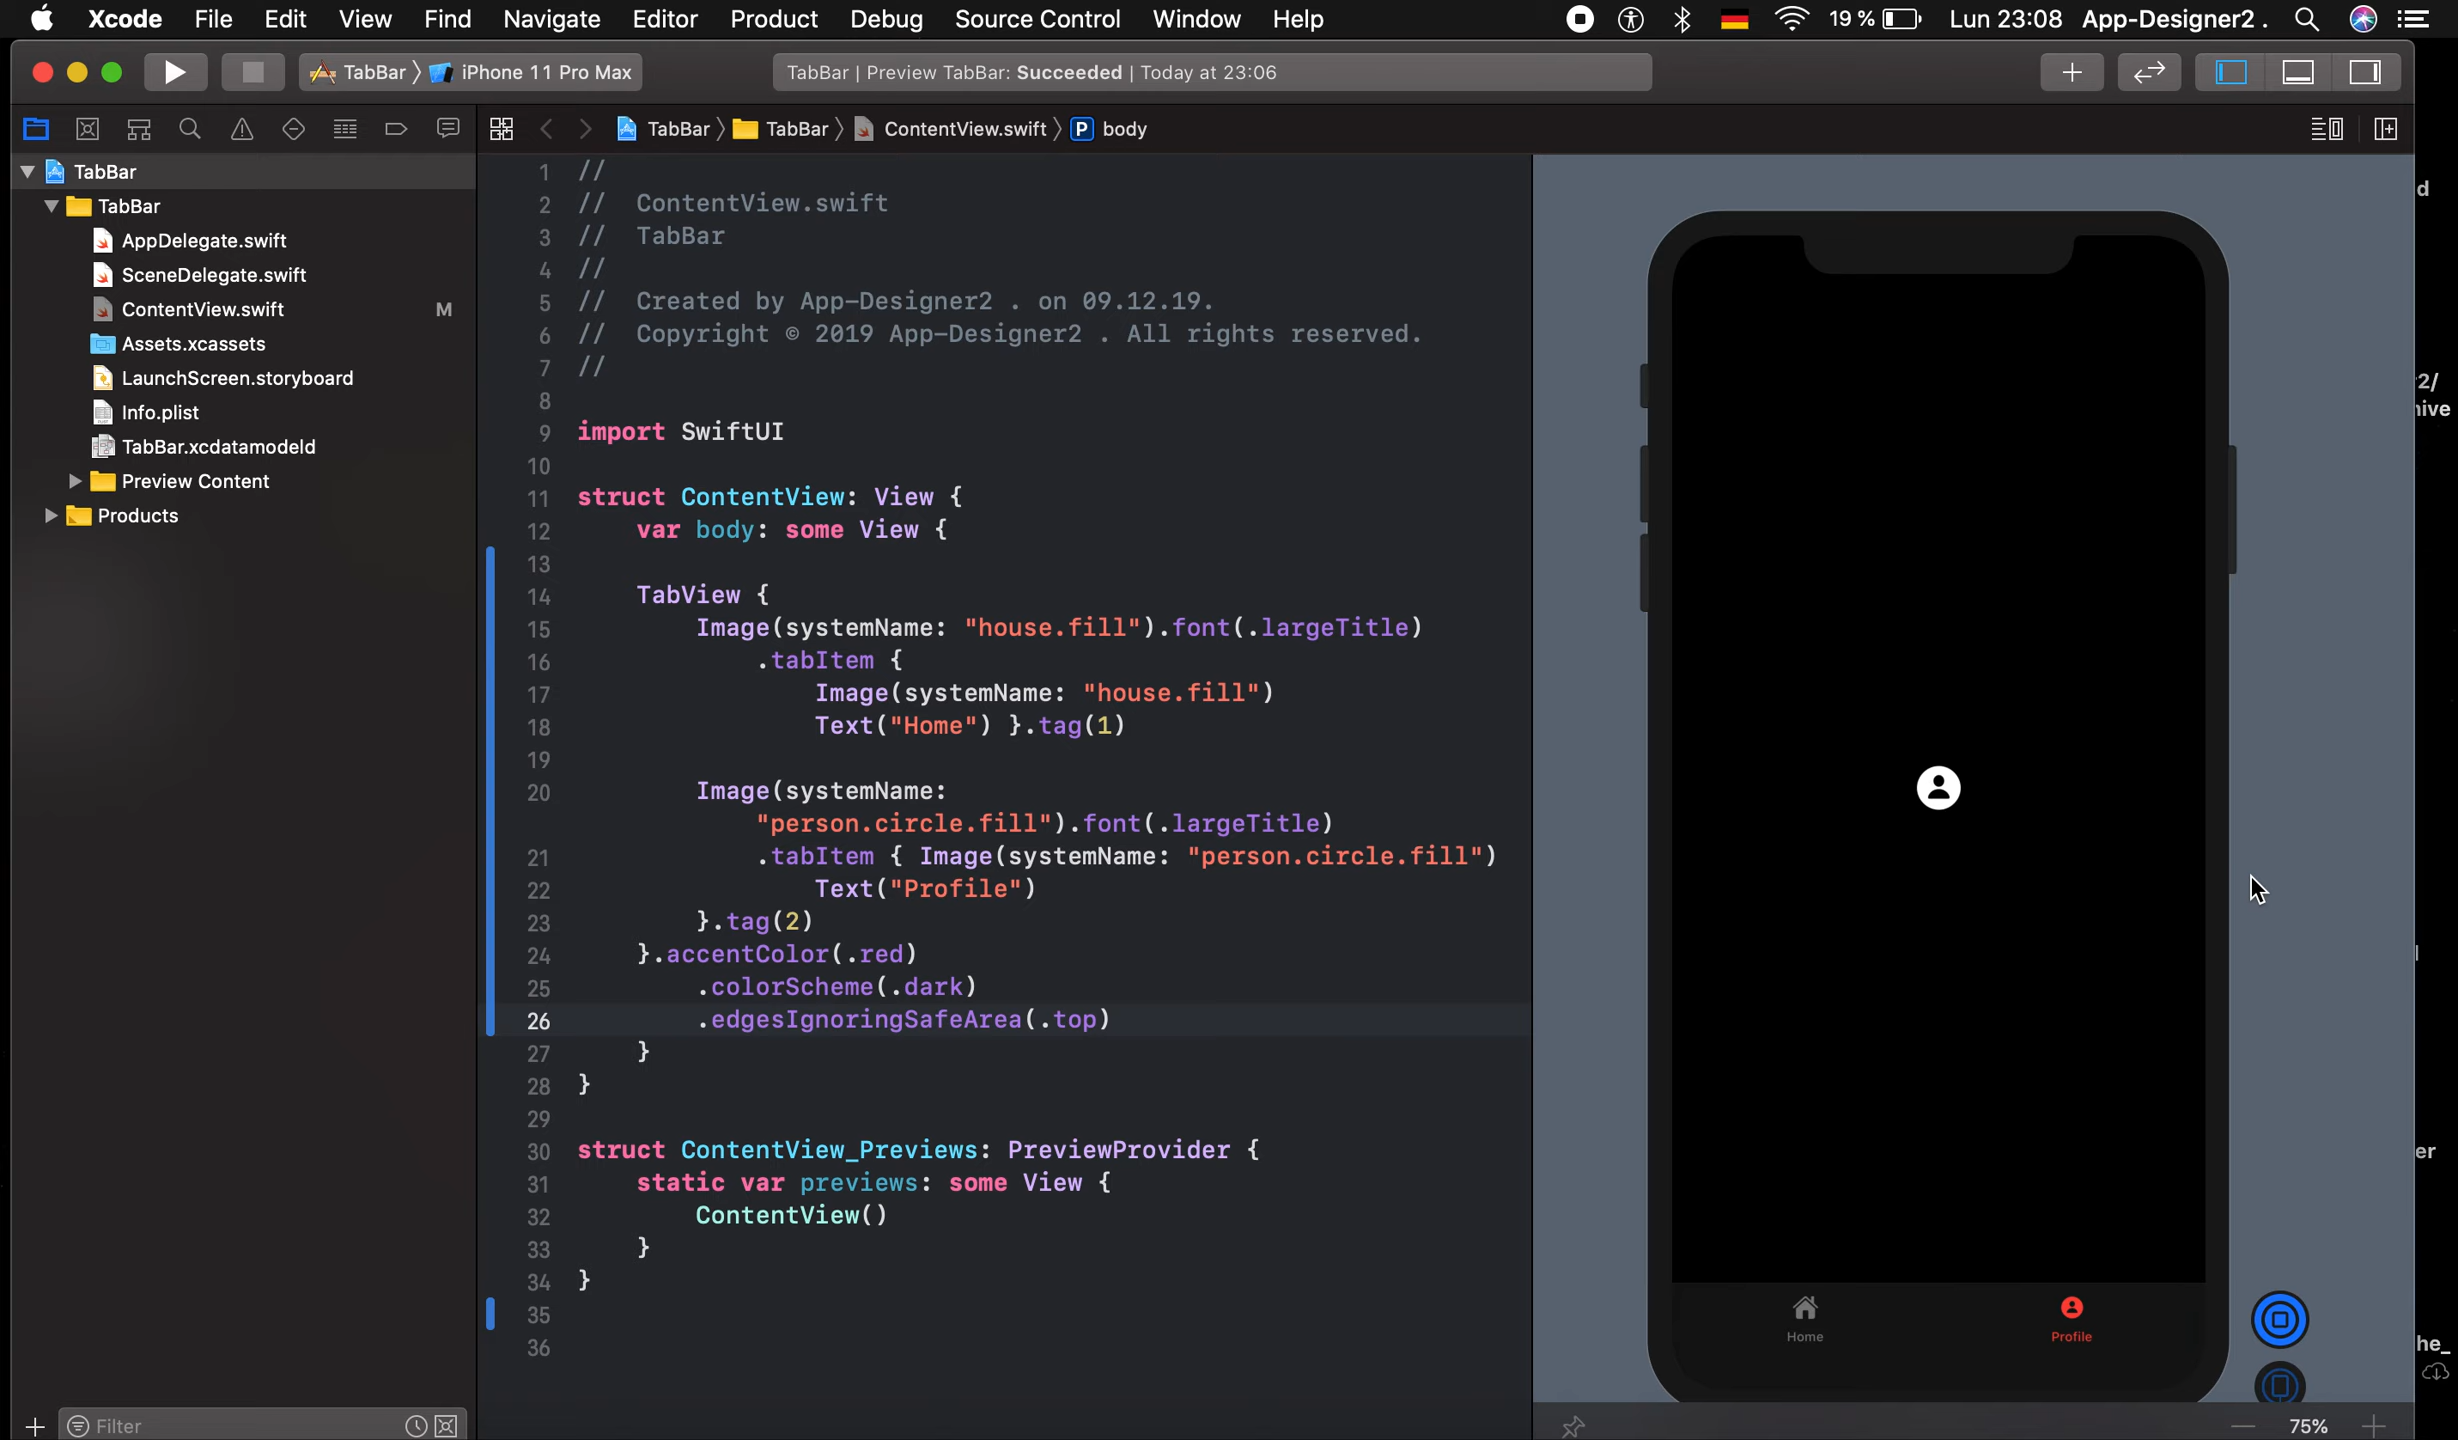 Xcode File Edit View Find Navigate Editor Product Debug Source Control Window Help 19 % Lun 23:08 App-Designer2 .
TabBar 〉 iPhone 11 Pro Max TabBar | Preview TabBar: Succeeded | Today at 23:06
TabBar 〉 TabBar 〉 ContentView.swift 〉 P body
TabBar
TabBar
AppDelegate.swift
SceneDelegate.swift
ContentView.swift M
Assets.xcassets
LaunchScreen.storyboard
Info.plist
TabBar.xcdatamodeld
Preview Content
Products
Filter
1 //
2 // ContentView.swift
3 // TabBar
4 //
5 // Created by App-Designer2 . on 09.12.19.
6 // Copyright © 2019 App-Designer2 . All rights reserved.
7 //
8
9 import SwiftUI
10
11 struct ContentView: View {
12 var body: some View {
13
14 TabView {
15 Image(systemName: "house.fill").font(.largeTitle)
16 .tabItem {
17 Image(systemName: "house.fill")
18 Text("Home") }.tag(1)
19
20 Image(systemName:
"person.circle.fill").font(.largeTitle)
21 .tabItem { Image(systemName: "person.circle.fill")
22 Text("Profile")
23 }.tag(2)
24 }.accentColor(.red)
25 .colorScheme(.dark)
26 .edgesIgnoringSafeArea(.top)
27 }
28 }
29
30 struct ContentView_Previews: PreviewProvider {
31 static var previews: some View {
32 ContentView()
33 }
34 }
35
36
Home Profile
75%
d
2/
ive
er
he_